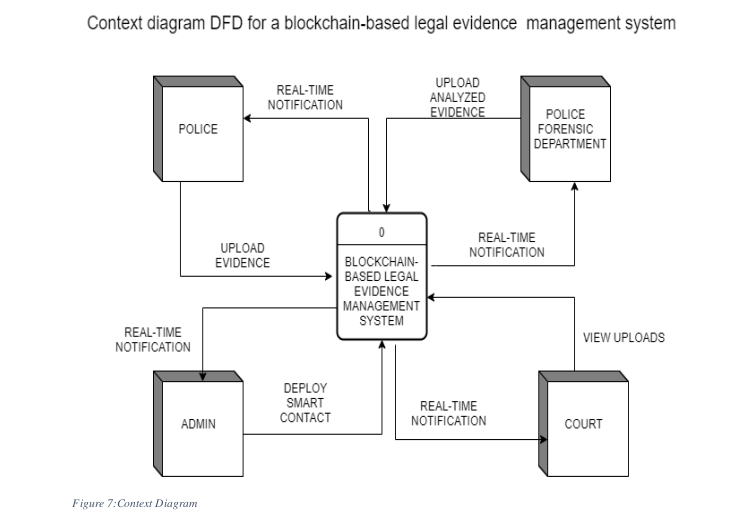 Context diagram DFD for a blockchain-based legal evidence management system
REAL-TIME
NOTIFICATION
UPLOAD
ANALYZED
EVIDENCE
POLICE
POLICE
FORENSIC
DEPARTMENT
0
BLOCKCHAIN-
BASED LEGAL
EVIDENCE
MANAGEMENT
SYSTEM
UPLOAD
EVIDENCE
REAL-TIME
NOTIFICATION
REAL-TIME
NOTIFICATION
VIEW UPLOADS
ADMIN
DEPLOY
SMART
CONTACT
REAL-TIME
NOTIFICATION
COURT
Figure 7:Context Diagram